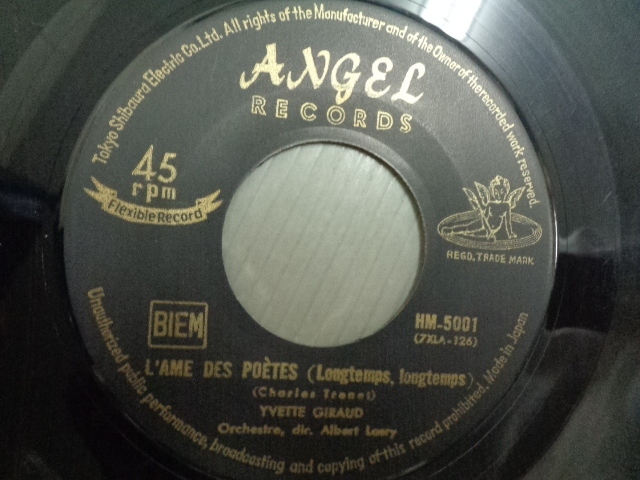 Tokyo Shibaura Electric Co. Ltd. All rights of the Manufacturer and of the Owner of the recorded work reserved.
ANGEL
RECORDS
45
rpm
Flexible Record
REGD. TRADE MARK
BIEM
HM-5001
(7XLA-126)
L'AME DES POÈTES (Longtemps, longtemps)
(Charles Trenet)
YVETTE GIRAUD
Orchestre, dir. Albert Lasry
Unauthorized public performance, broadcasting and copying of this record prohibited. Made in Japan